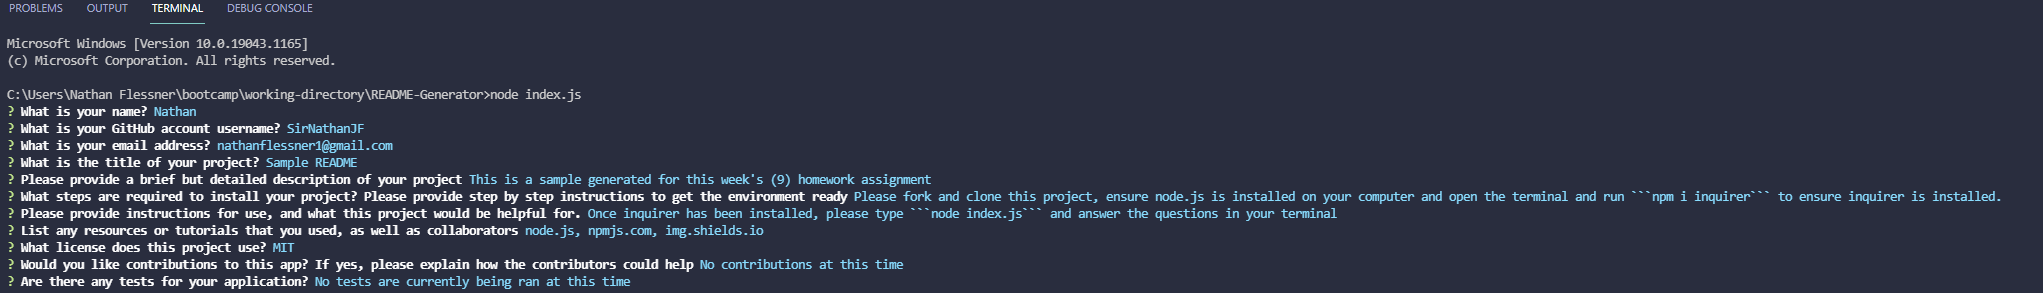 PROBLEMS OUTPUT TERMINAL DEBUG CONSOLE
Microsoft Windows [Version 10.0.19043.1165]
(c) Microsoft Corporation. All rights reserved.
C:\Users\Nathan Flessner\bootcamp\working-directory\README-Generator>node index.js
? What is your name? Nathan
? What is your GitHub account username? SirNathanJF
? What is your email address? nathanflessner1@gmail.com
? What is the title of your project? Sample README
? Please provide a brief but detailed description of your project This is a sample generated for this week's (9) homework assignment
? What steps are required to install your project? Please provide step by step instructions to get the environment ready Please fork and clone this project, ensure node.js is installed on your computer and open the terminal and run ```npm i inquirer``` to ensure inquirer is installed.
? Please provide instructions for use, and what this project would be helpful for. Once inquirer has been installed, please type ```node index.js``` and answer the questions in your terminal
? List any resources or tutorials that you used, as well as collaborators node.js, npmjs.com, img.shields.io
? What license does this project use? MIT
? Would you like contributions to this app? If yes, please explain how the contributors could help No contributions at this time
? Are there any tests for your application? No tests are currently being ran at this time